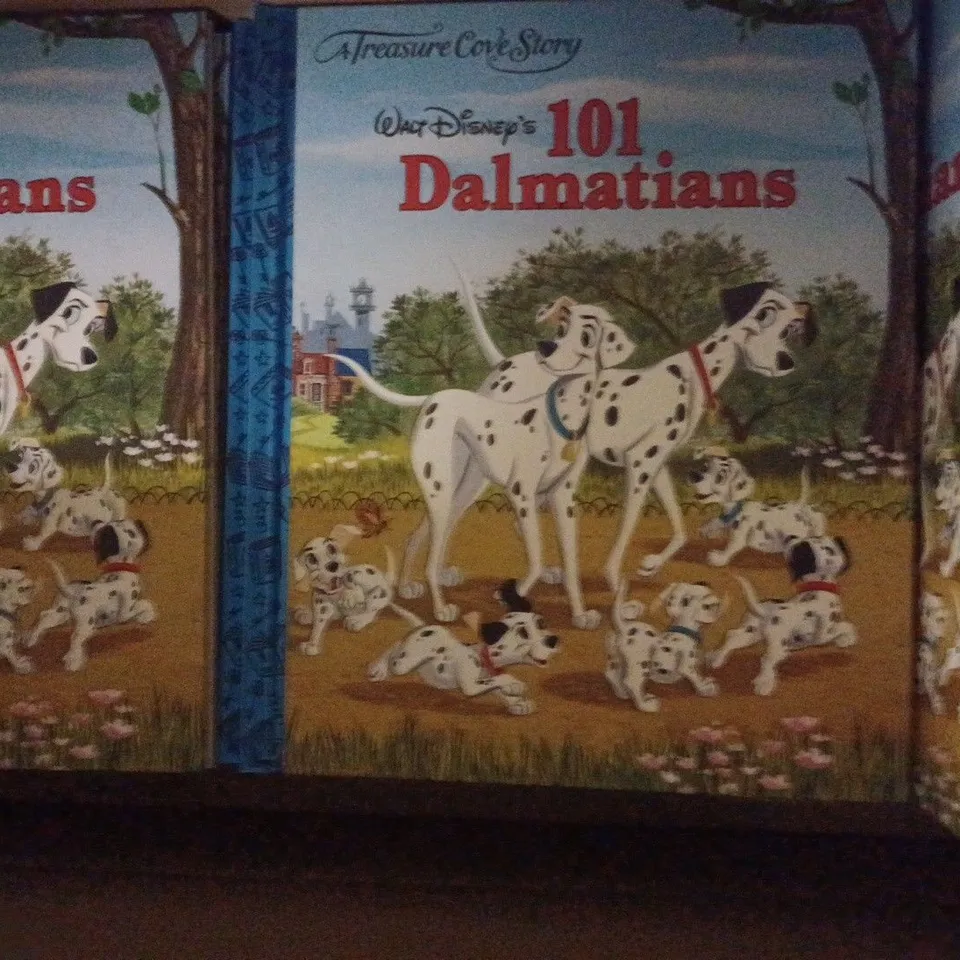 A Treasure Cove Story
WALT DISNEY'S 101
Dalmatians
ans